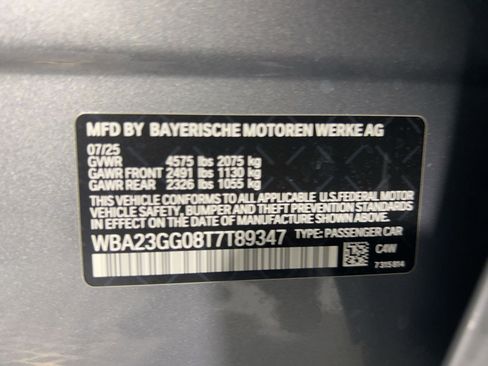 MFD BY BAYERISCHE MOTOREN WERKE AG
07/25
GVWR 4575 lbs 2075 kg
GAWR FRONT 2491 lbs 1130 kg
GAWR REAR 2326 lbs 1055 kg
THIS VEHICLE CONFORMS TO ALL APPLICABLE
U.S. FEDERAL MOTOR
VEHICLE SAFETY, BUMPER AND THEFT PREVENTION STANDARDS
IN EFFECT ON THE DATE OF MANUFACTURE SHOWN ABOVE.
WBA23GG08T7T89347 TYPE: PASSENGER CAR
C4W
7315814